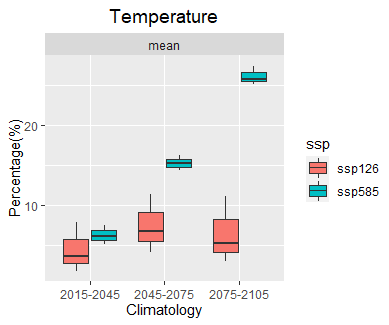 Temperature
mean
Percentage(%)
20
10
2015-2045 2045-2075 2075-2105
Climatology
ssp
ssp126
ssp585